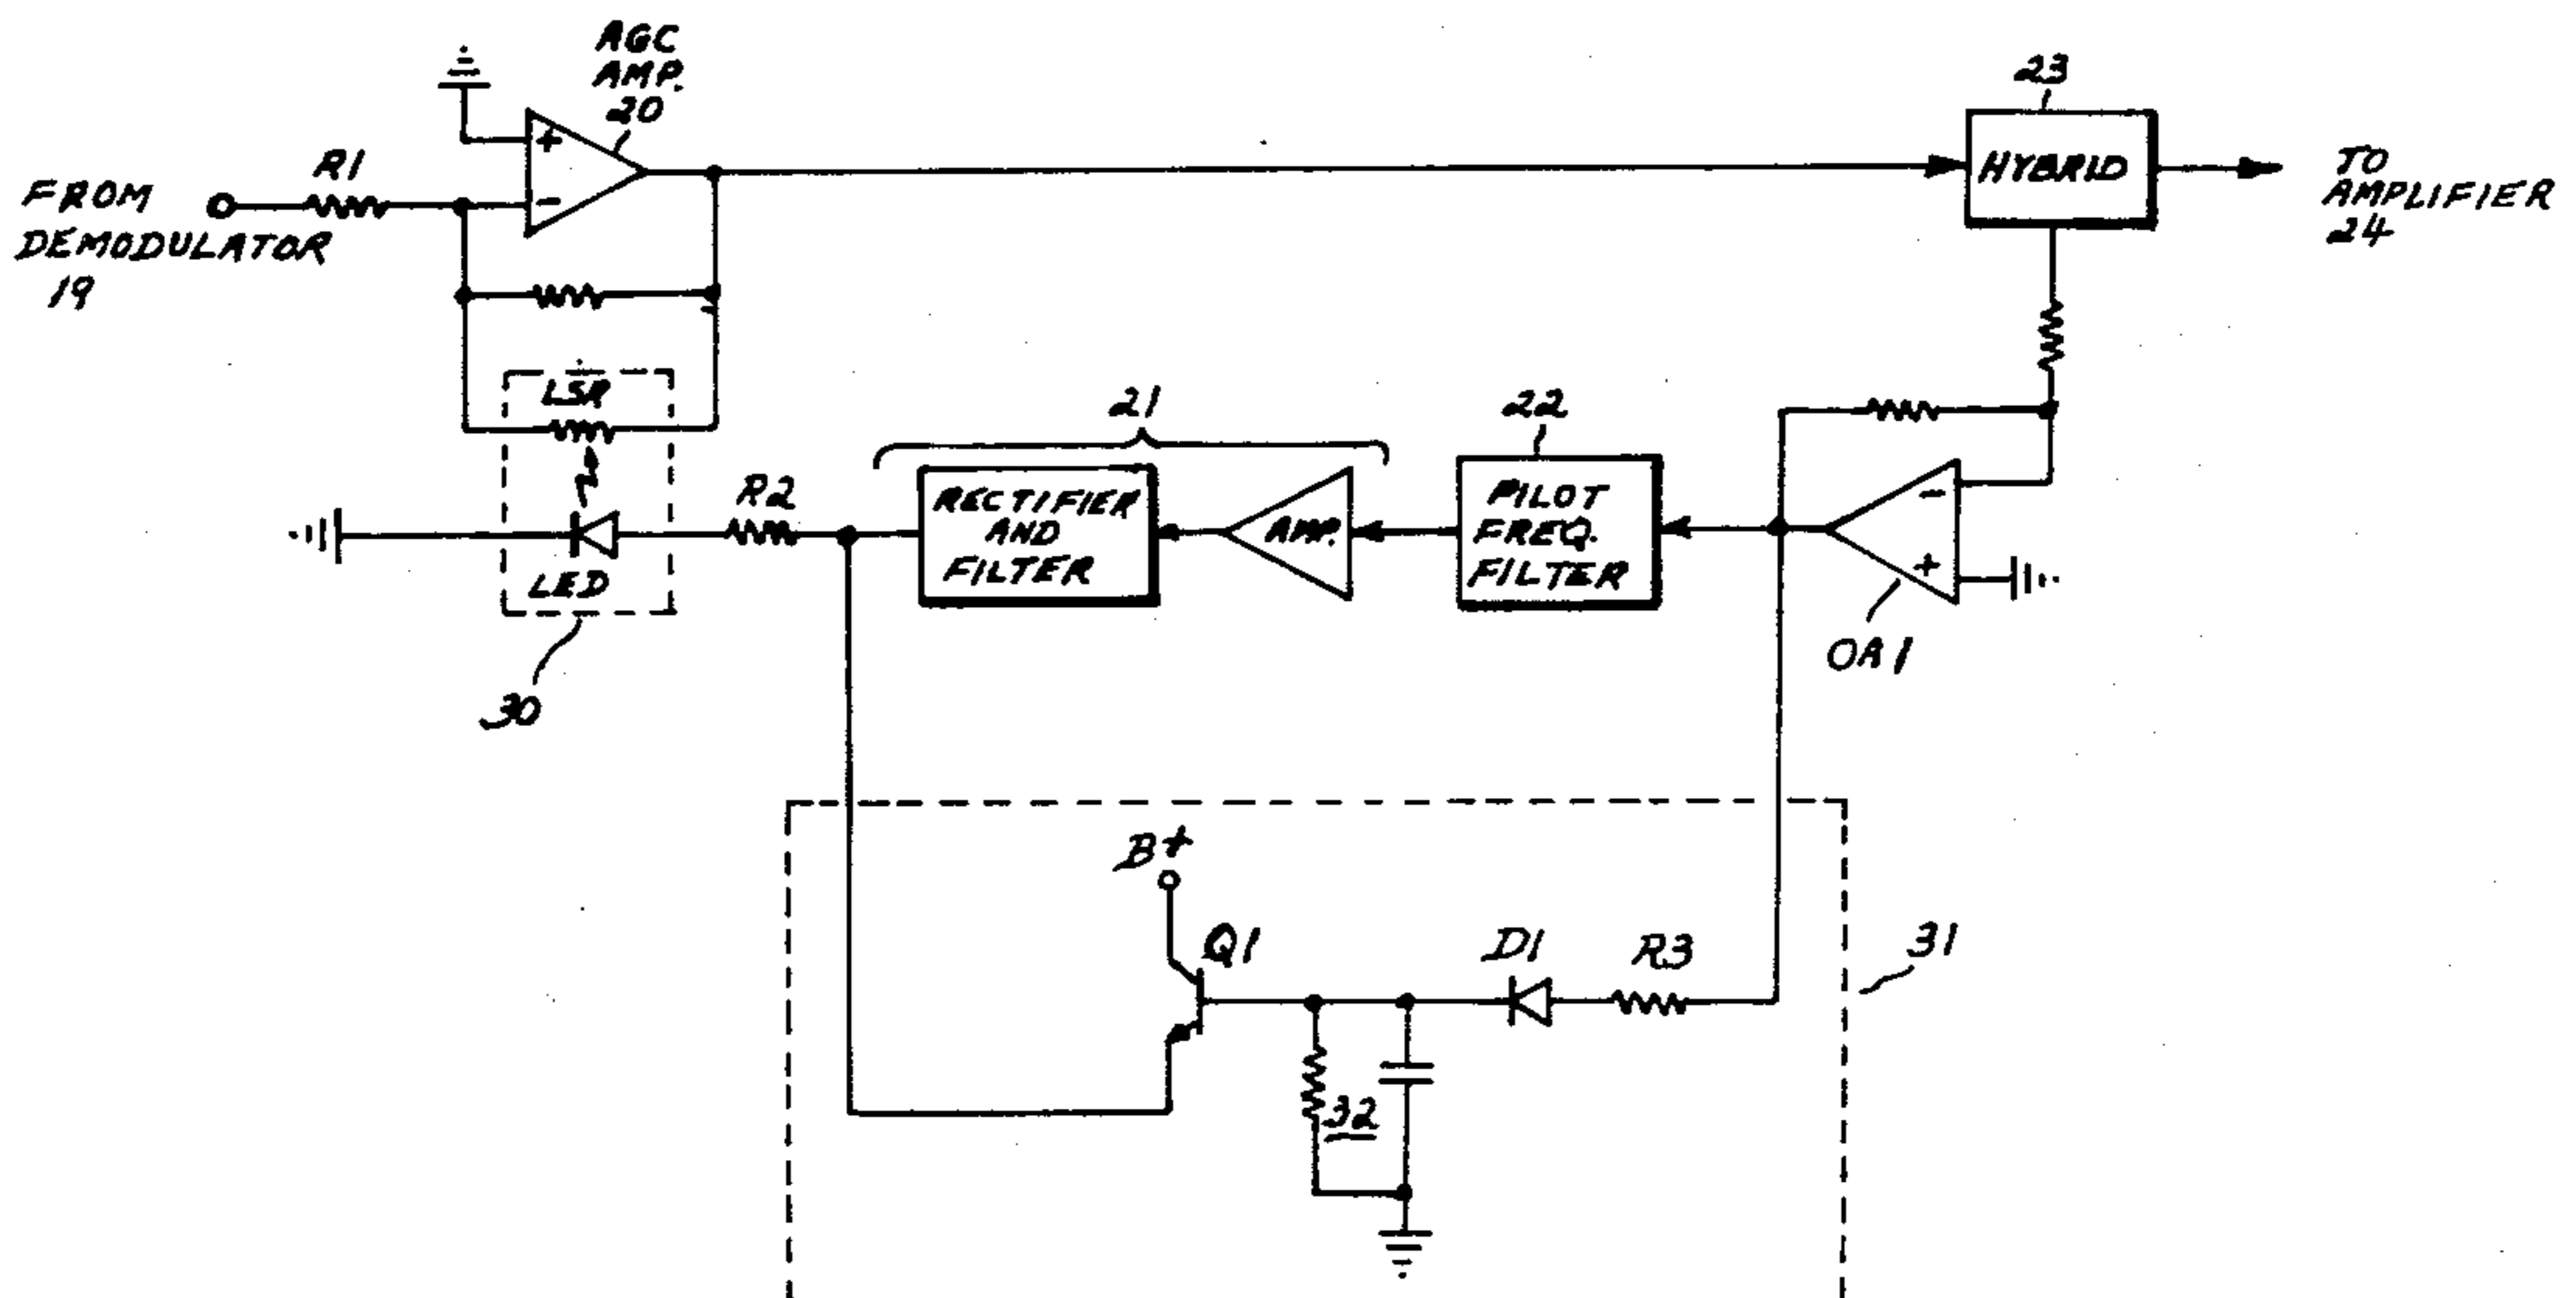 AGC
AMP.
20
23
R1
+
-
HYBRID
FROM
DEMODULATOR
19
TO
AMPLIFIER
24
LSR
21
22
R2
RECTIFIER
AND
FILTER
AMP.
PILOT
FREQ.
FILTER
-
+
LED
OA1
30
B+
Q1
D1
R3
31
32